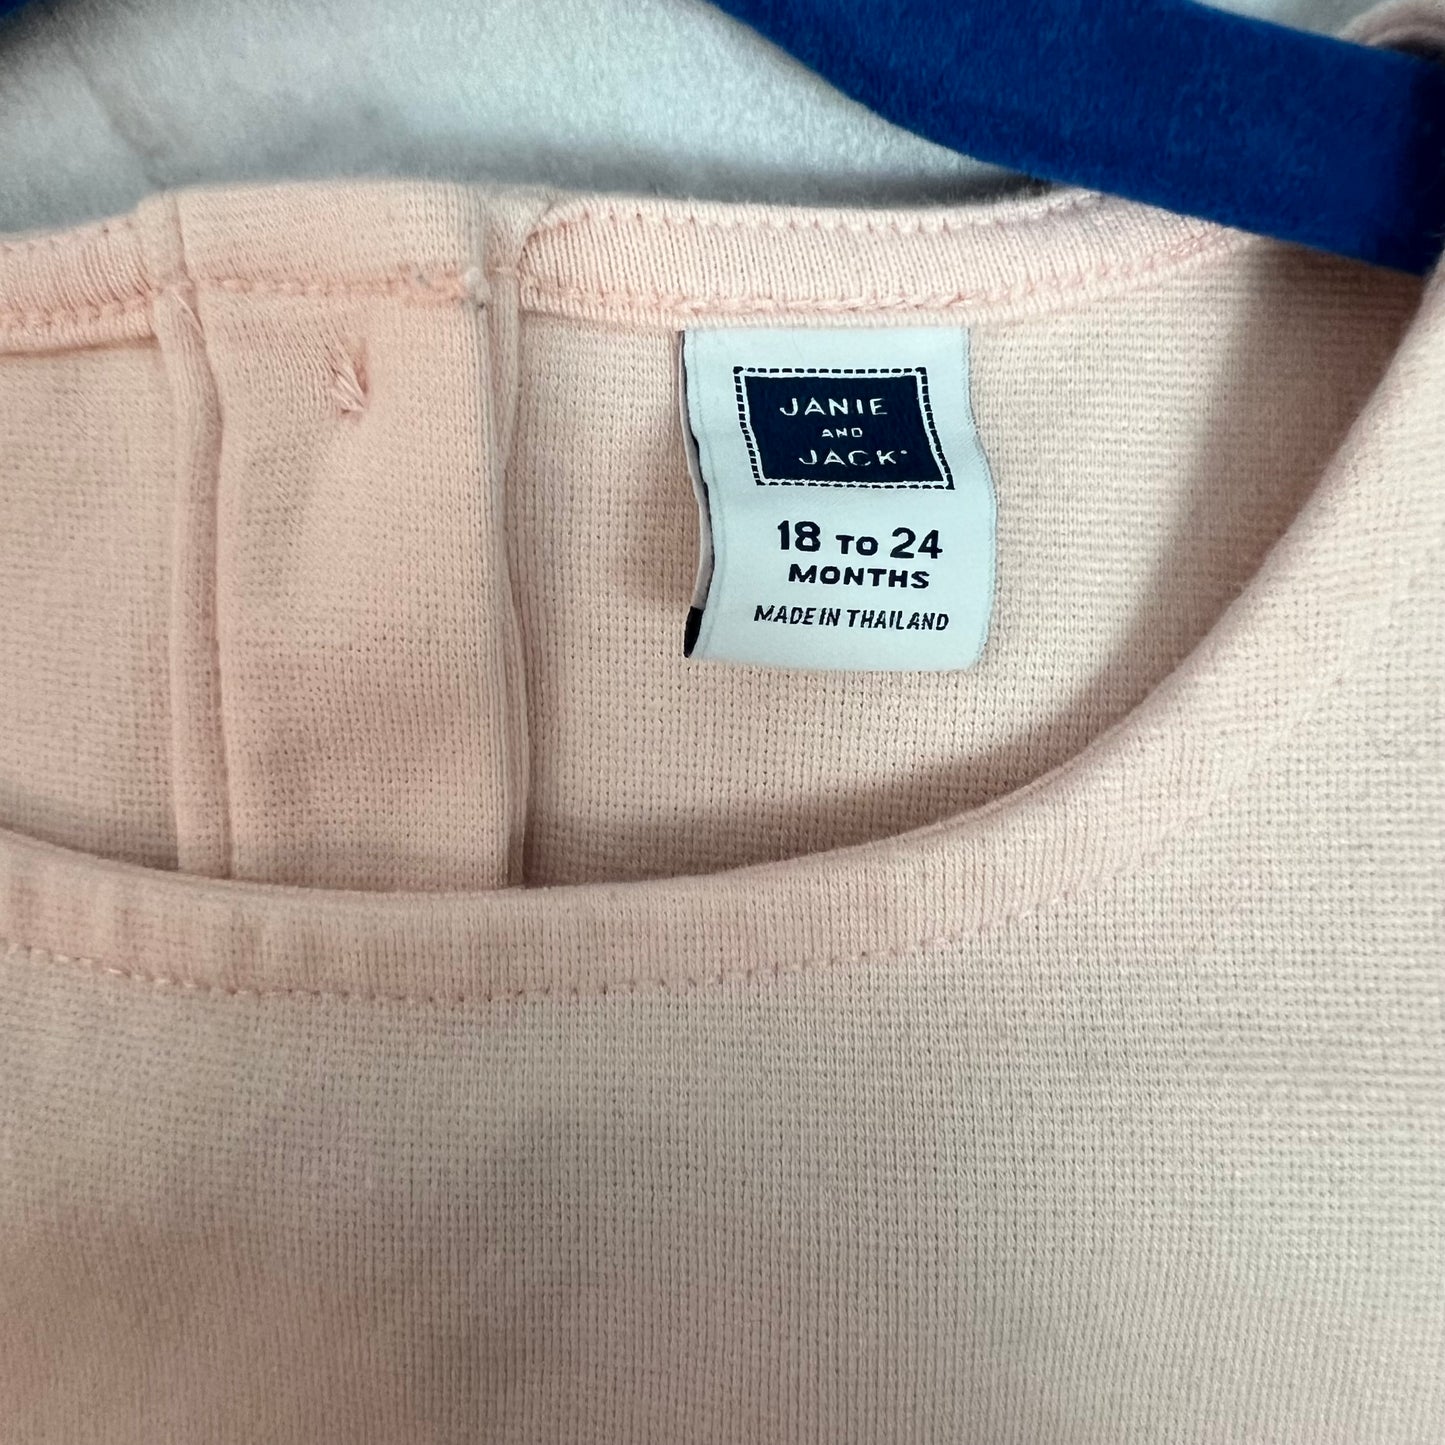 JANIE
AND
JACK
18 TO 24
MONTHS
MADE IN THAILAND